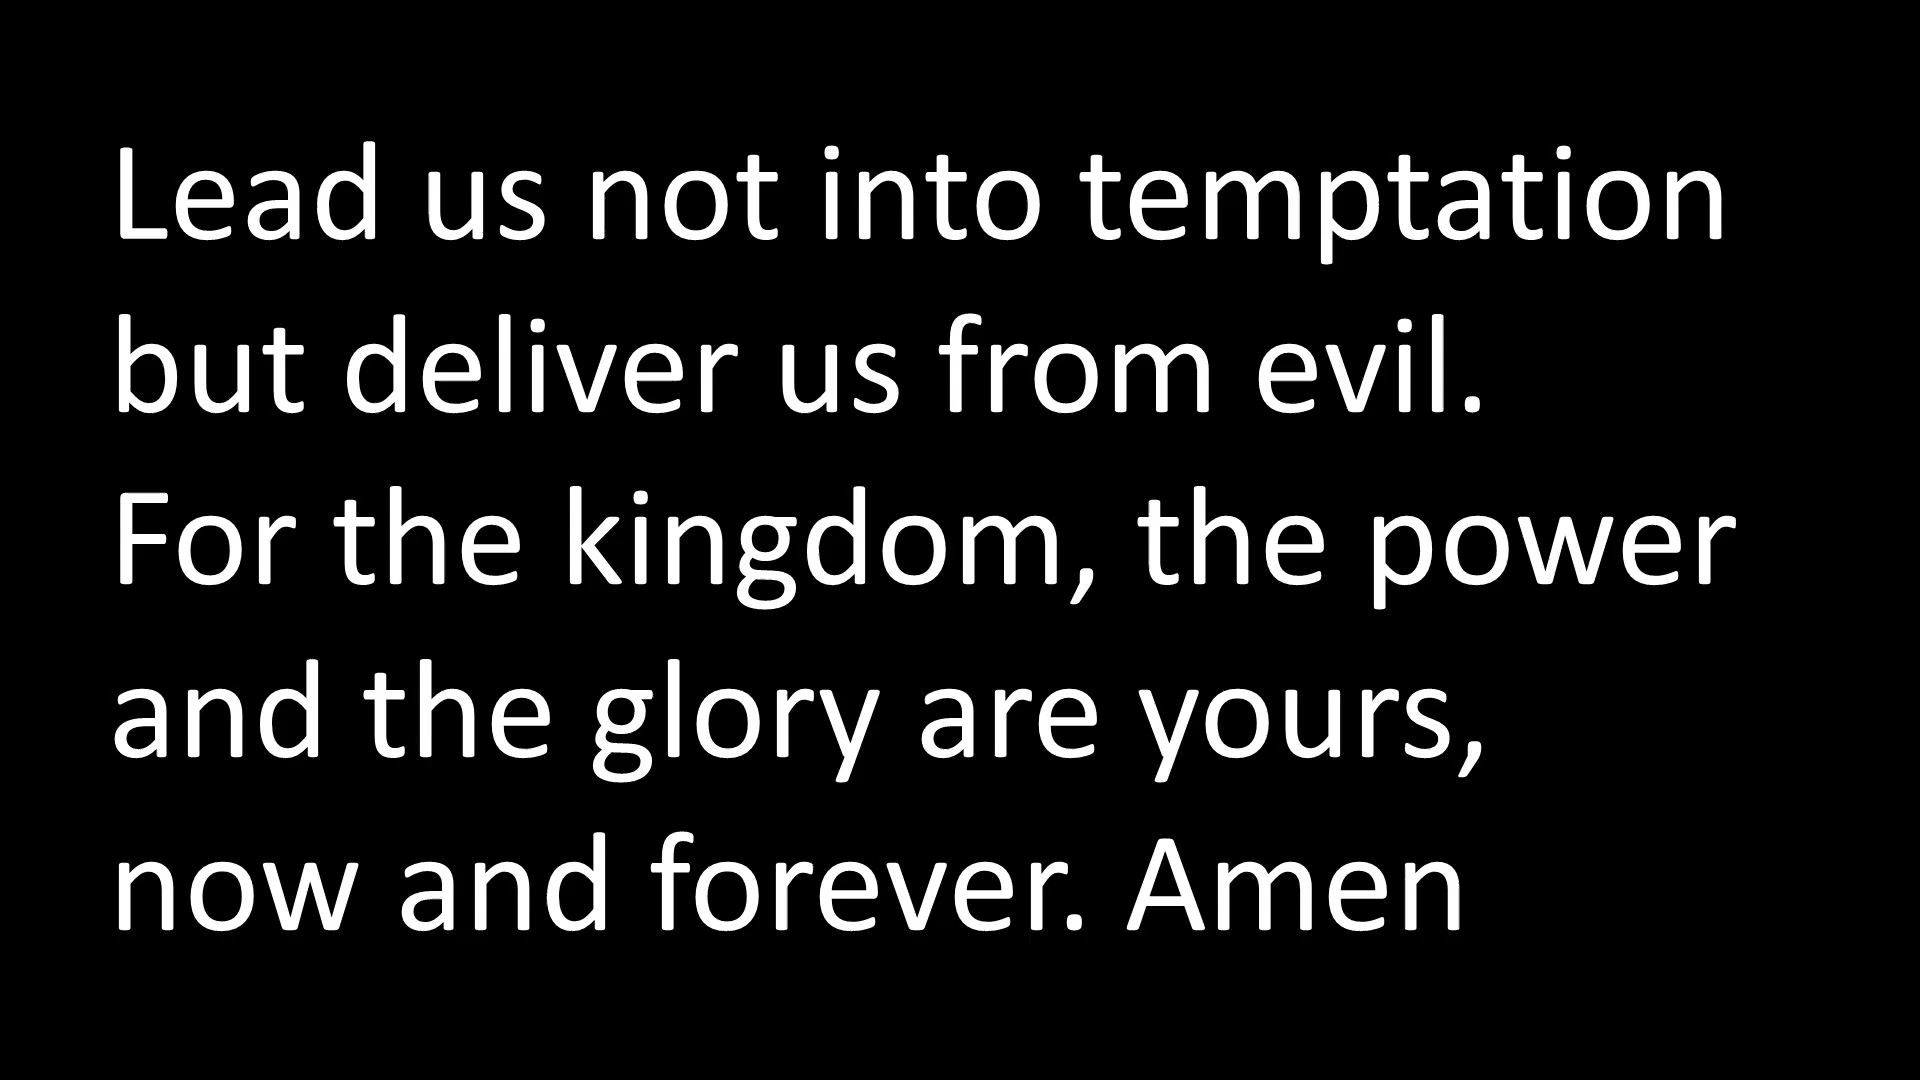 Lead us not into temptation
but deliver us from evil.
For the kingdom, the power
and the glory are yours,
now and forever. Amen